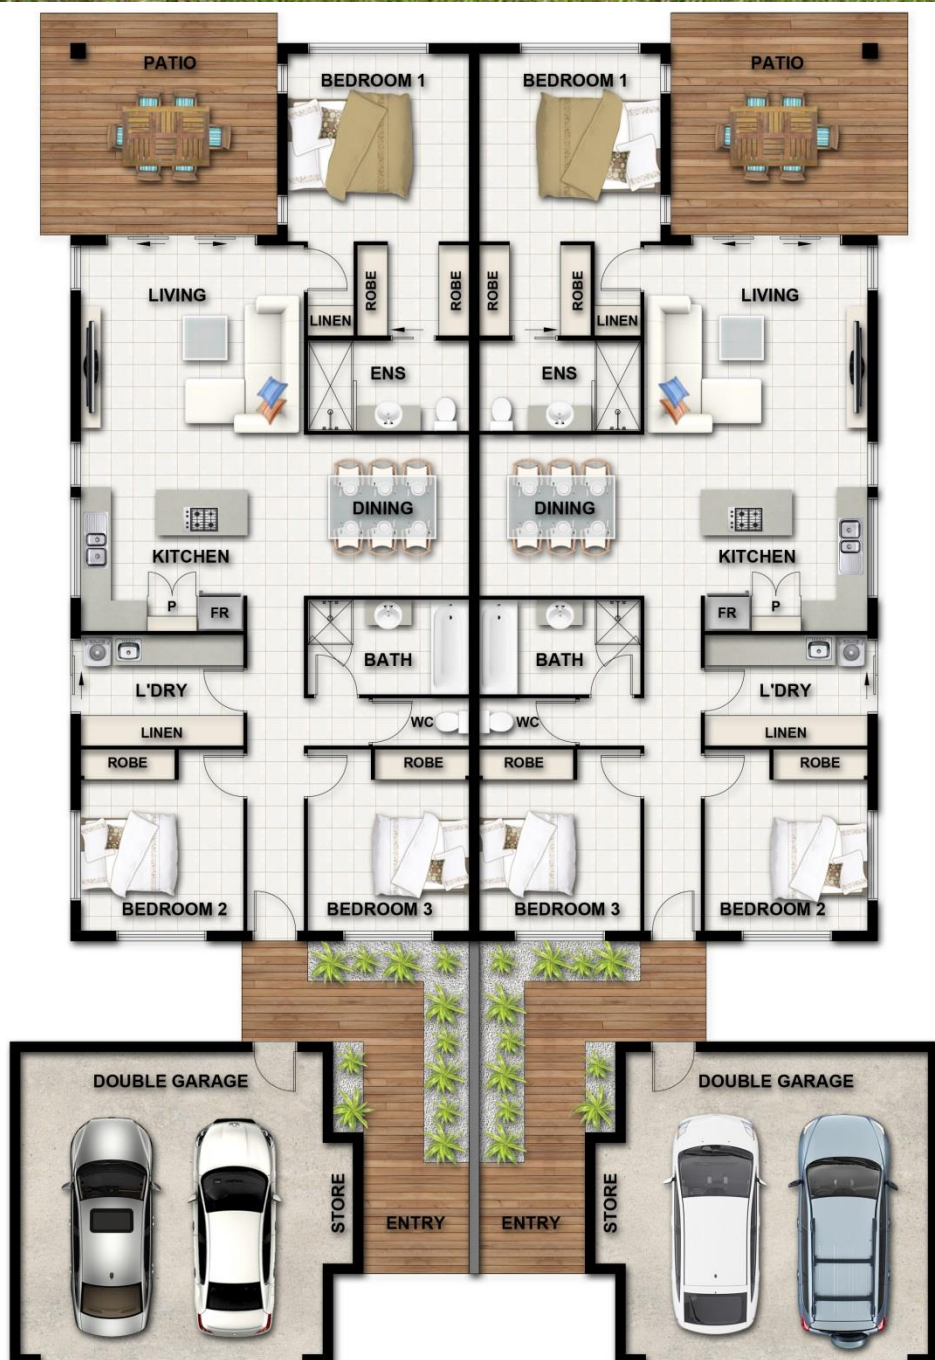 PATIO
BEDROOM 1
BEDROOM 1
PATIO
LIVING
ROBE
ROBE
ROBE
ROBE
LIVING
LINEN
LINEN
ENS
ENS
DINING
DINING
KITCHEN
KITCHEN
P
FR
FR
P
BATH
BATH
L'DRY
L'DRY
WC
WC
LINEN
LINEN
ROBE
ROBE
ROBE
ROBE
BEDROOM 2
BEDROOM 3
BEDROOM 3
BEDROOM 2
DOUBLE GARAGE
DOUBLE GARAGE
STORE
ENTRY
ENTRY
STORE